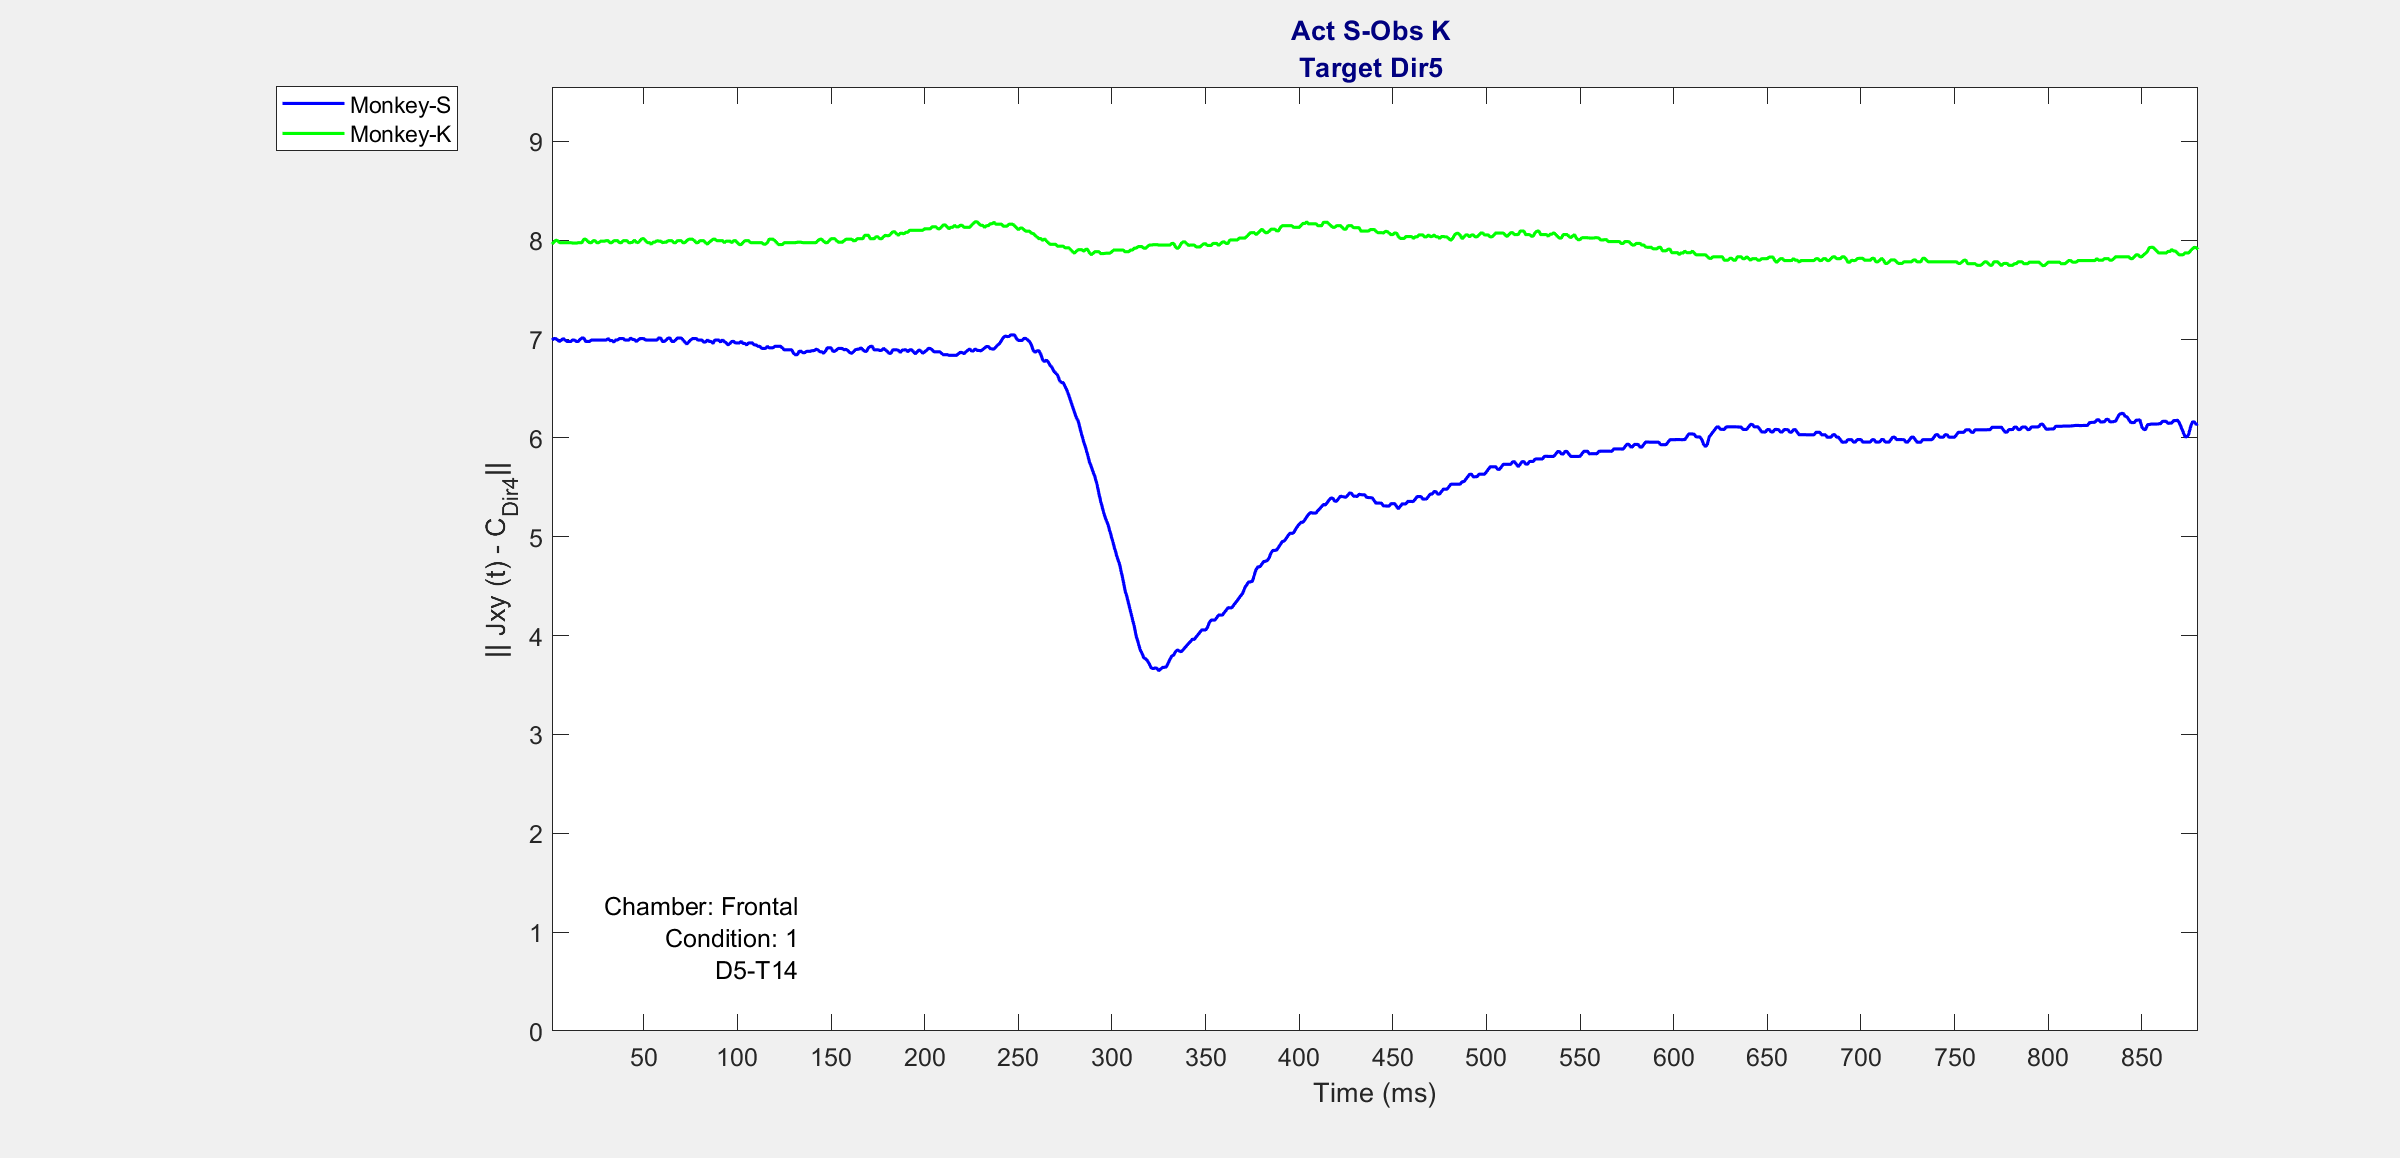 Act S-Obs K
Target Dir5
Monkey-S
Monkey-K
|| Jxy (t) - C_Dir4||
9
8
7
6
5
4
3
2
1
0
Chamber: Frontal
Condition: 1
D5-T14
50 100 150 200 250 300 350 400 450 500 550 600 650 700 750 800 850
Time (ms)